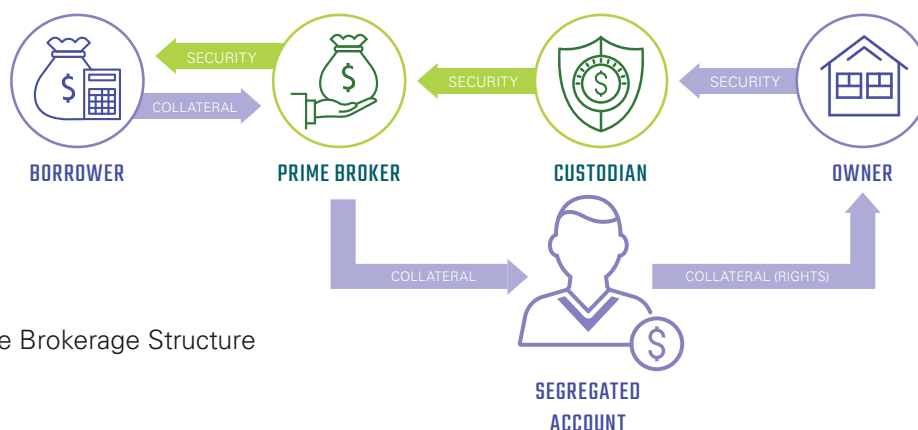 SECURITY
COLLATERAL
SECURITY
SECURITY
BORROWER
PRIME BROKER
CUSTODIAN
OWNER
COLLATERAL
COLLATERAL (RIGHTS)
e Brokerage Structure
SEGREGATED
ACCOUNT